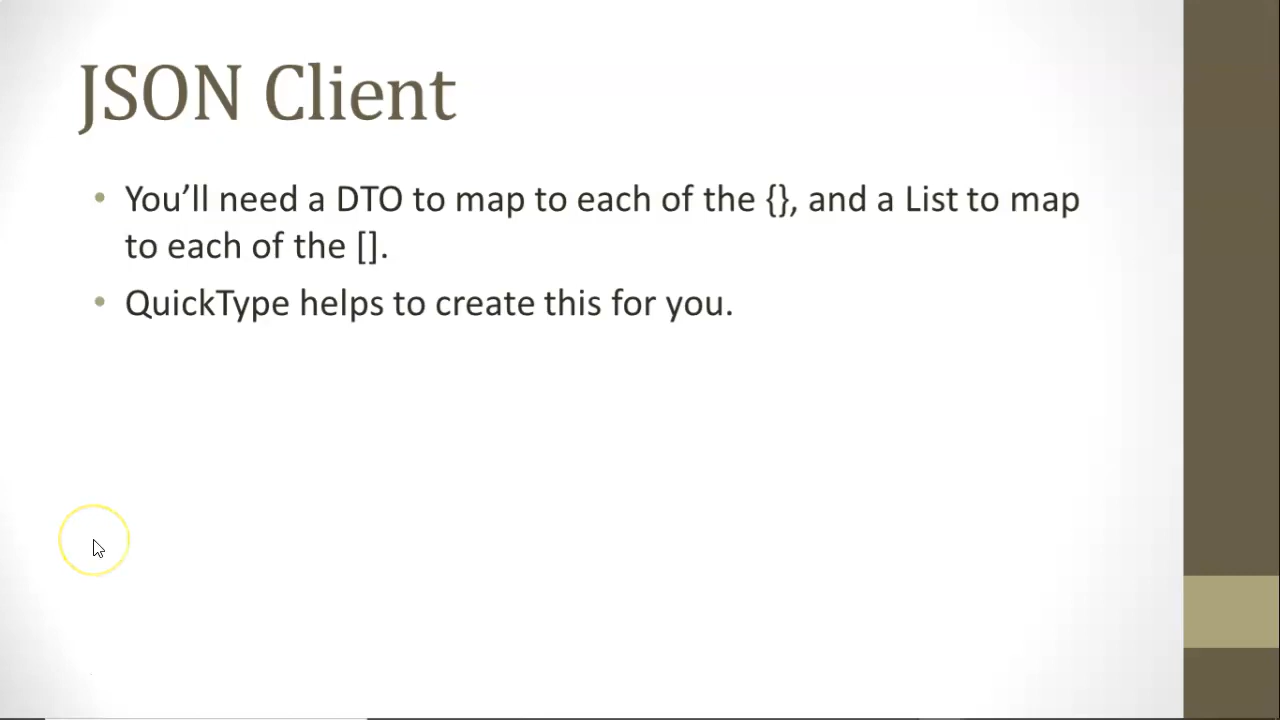 JSON Client
• You’ll need a DTO to map to each of the {}, and a List to map
to each of the [].
• QuickType helps to create this for you.